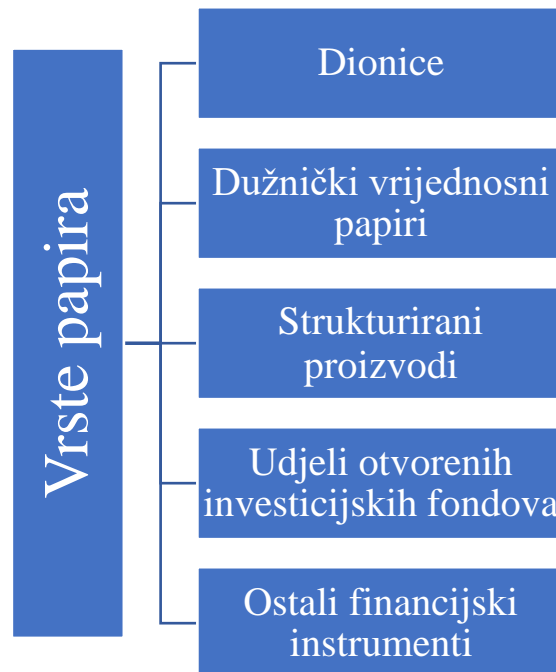 Vrste papira
Dionice
Dužnički vrijednosni
papiri
Strukturirani
proizvodi
Udjeli otvorenih
investicijskih fondova
Ostali financijski
instrumenti